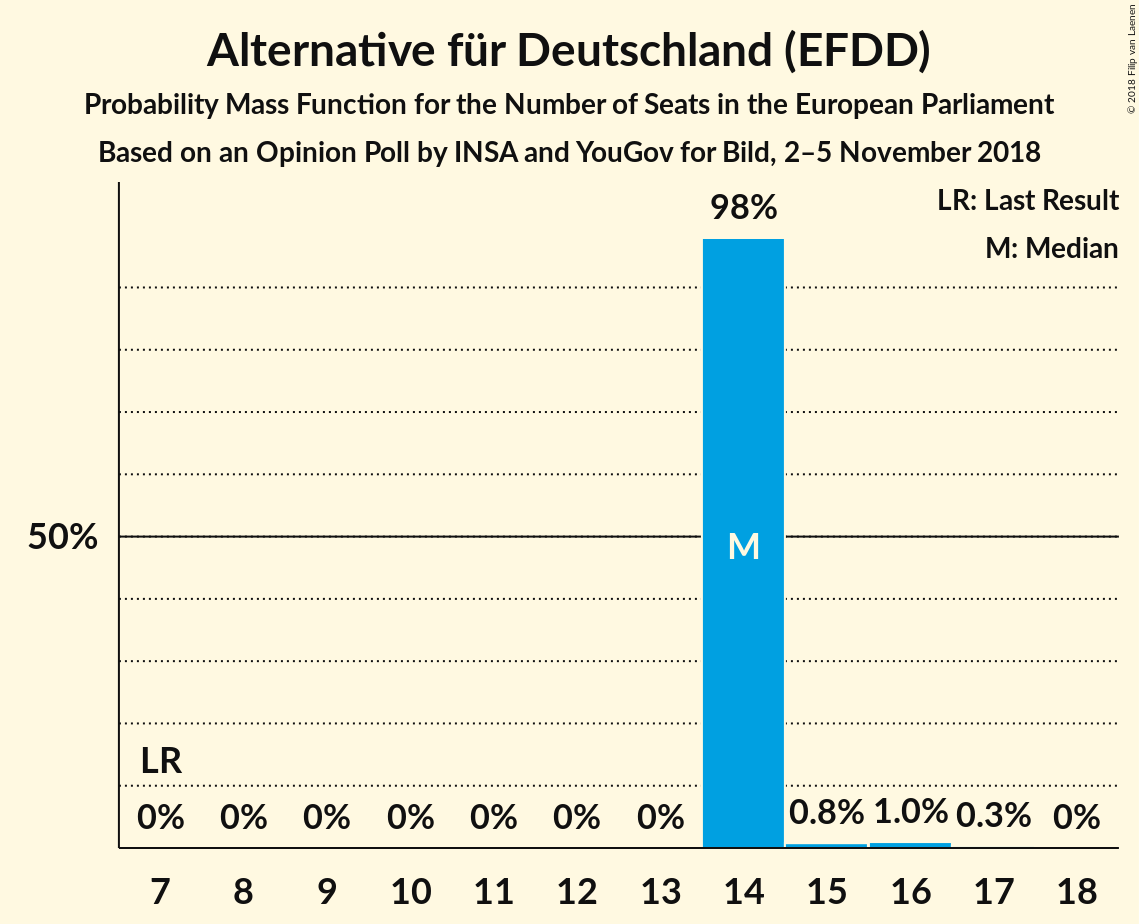 Alternative für Deutschland (EFDD)
Probability Mass Function for the Number of Seats in the European Parliament
Based on an Opinion Poll by INSA and YouGov for Bild, 2–5 November 2018
© 2018 Filip van Laenen
LR: Last Result
M: Median
98%
50%
M
LR
0% 0% 0% 0% 0% 0% 0% 0.8% 1.0% 0.3% 0%
7 8 9 10 11 12 13 14 15 16 17 18